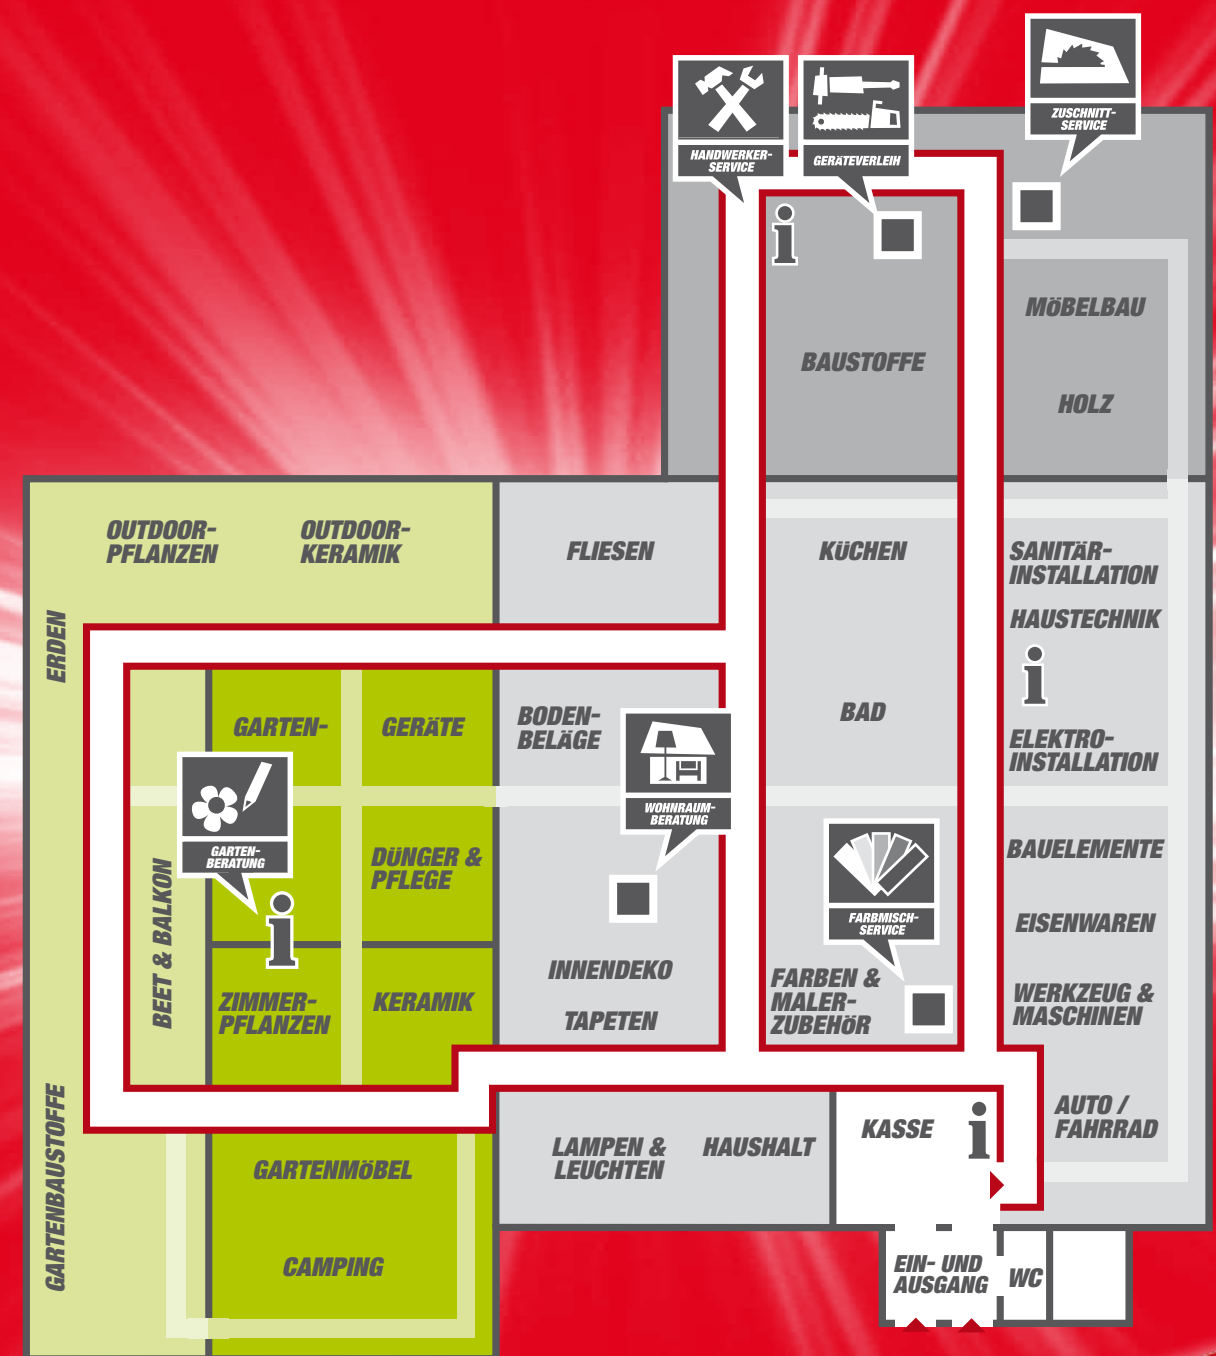 ZUSCHNITT-
SERVICE
HANDWERKER-
SERVICE
GERÄTEVERLEIH
MÖBELBAU
BAUSTOFFE
HOLZ
OUTDOOR-
PFLANZEN
OUTDOOR-
KERAMIK
FLIESEN
KÜCHEN
SANITÄR-
INSTALLATION
HAUSTECHNIK
i
i
ERDEN
GARTEN-
GERÄTE
BODEN-
BELÄGE
BAD
ELEKTRO-
INSTALLATION
WOHNRAUM-
BERATUNG
GARTEN-
BERATUNG
DÜNGER &
PFLEGE
BAUELEMENTE
BEET & BALKON
i
FARBMISCH-
SERVICE
EISENWAREN
INNENDEKO
FARBEN &
MALER-
ZUBEHÖR
ZIMMER-
PFLANZEN
KERAMIK
TAPETEN
WERKZEUG &
MASCHINEN
GARTENBAUSTOFFE
AUTO /
FAHRRAD
KASSE
i
LAMPEN &
LEUCHTEN
HAUSHALT
GARTENMÖBEL
CAMPING
EIN- UND
AUSGANG
WC